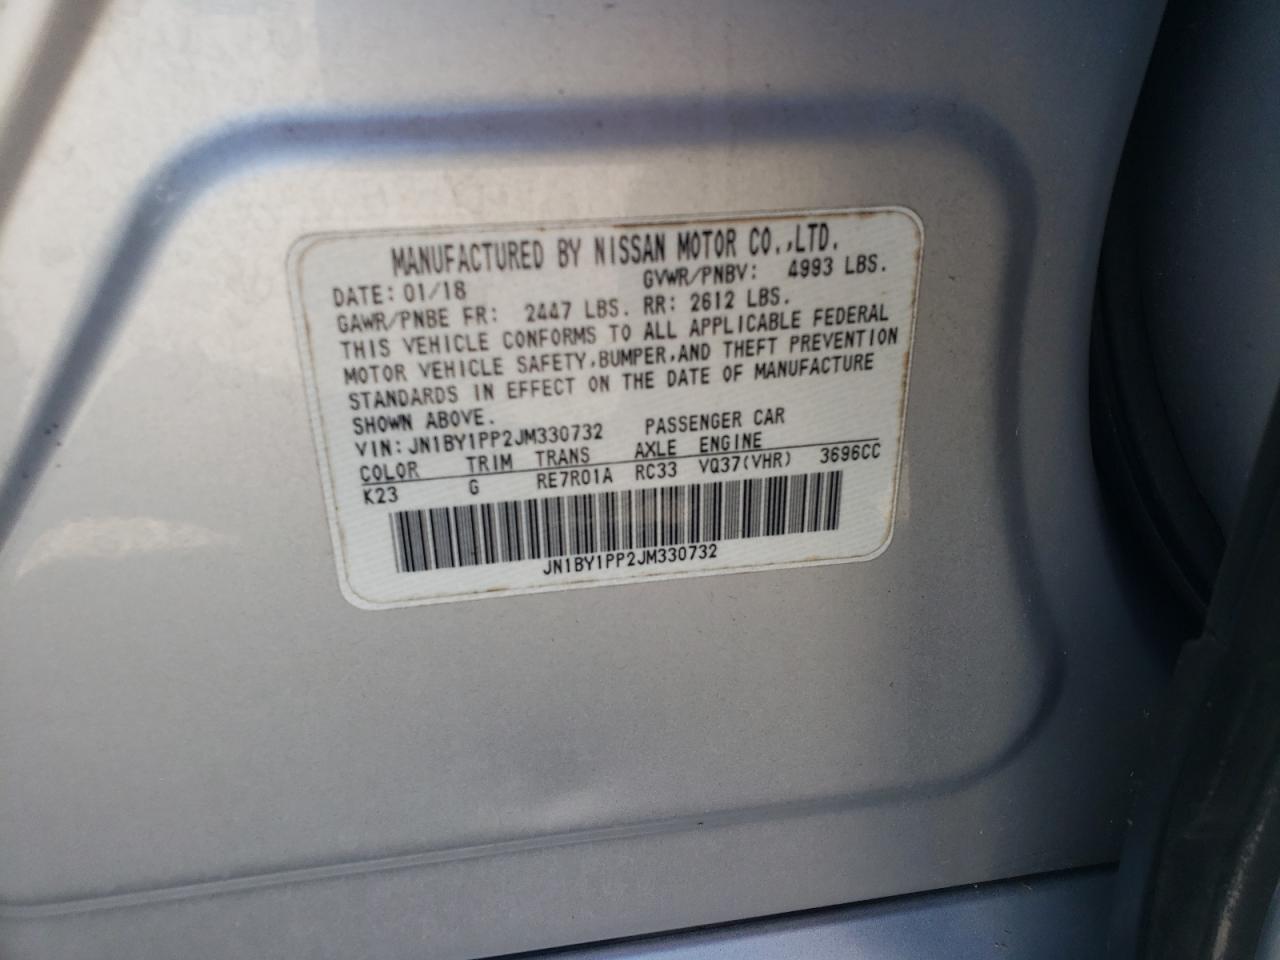 MANUFACTURED BY NISSAN MOTOR CO.,LTD.
DATE: 01/18 GVWR/PNBV: 4993 LBS.
GAWR/PNBE FR: 2447 LBS. RR: 2612 LBS.
THIS VEHICLE CONFORMS TO ALL APPLICABLE FEDERAL
MOTOR VEHICLE SAFETY,BUMPER,AND THEFT PREVENTION
STANDARDS IN EFFECT ON THE DATE OF MANUFACTURE
SHOWN ABOVE.
VIN:JN1BY1PP2JM330732 PASSENGER CAR
COLOR TRIM TRANS AXLE ENGINE
K23 G RE7R01A RC33 VQ37(VHR) 3696CC
JN1BY1PP2JM330732